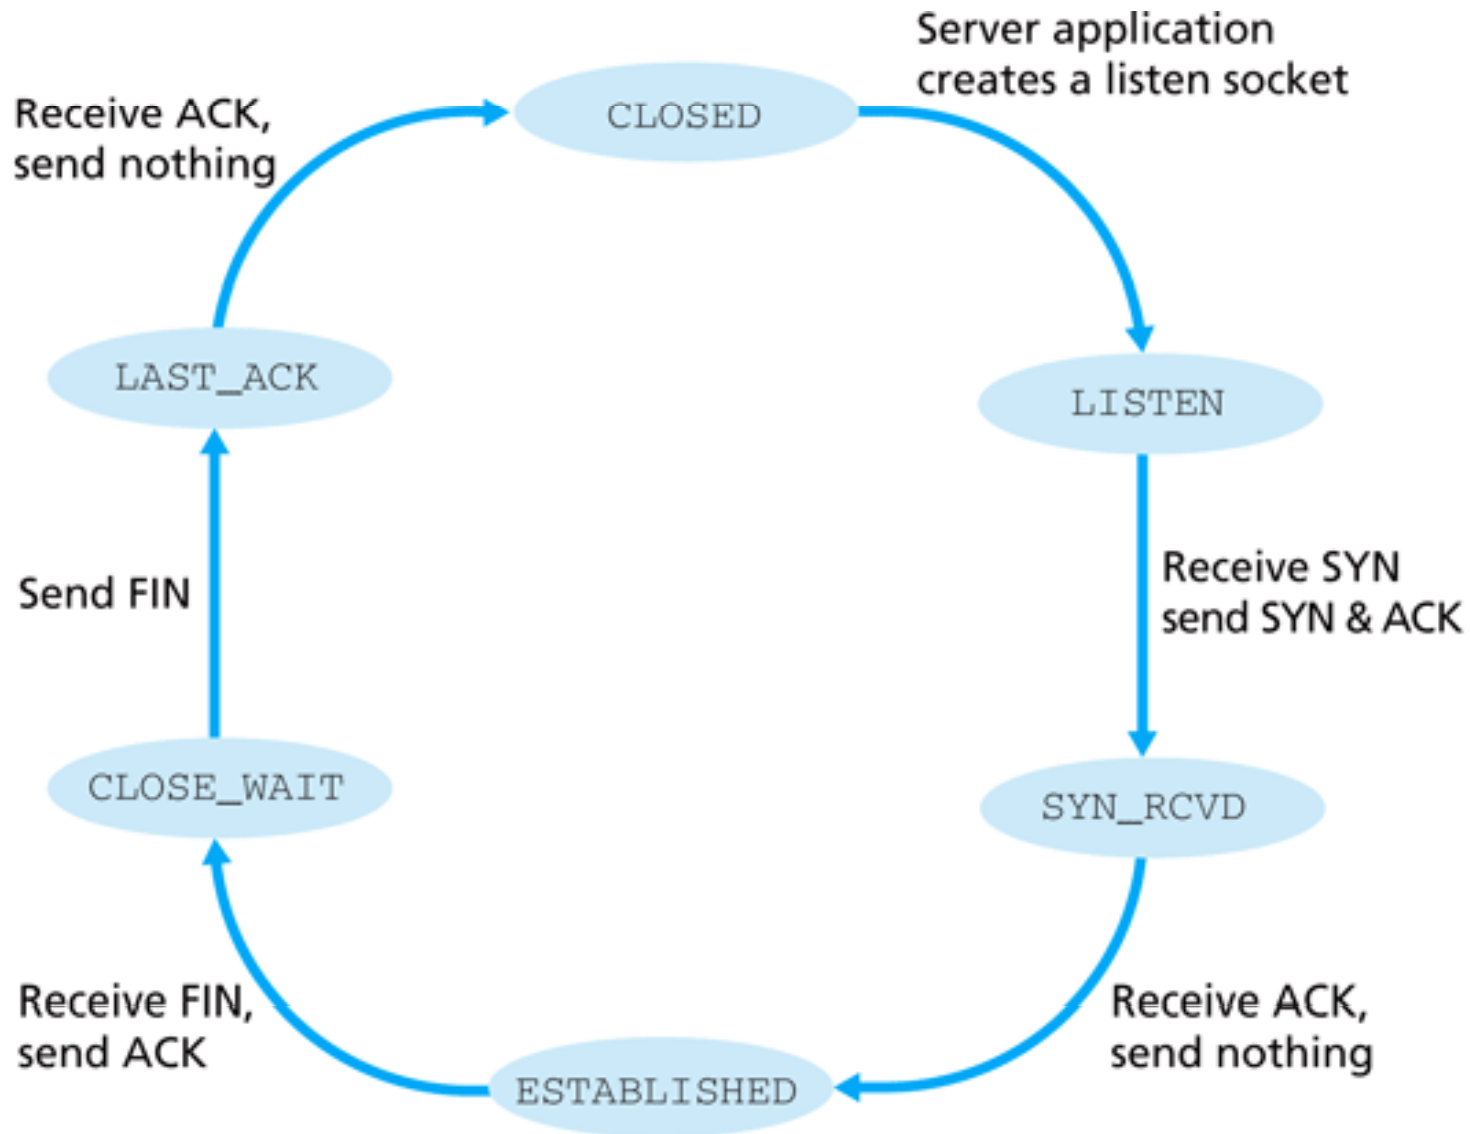 Server application
creates a listen socket
Receive ACK,
send nothing
CLOSED
LAST_ACK
LISTEN
Send FIN
Receive SYN
send SYN & ACK
CLOSE_WAIT
SYN_RCVD
Receive FIN,
send ACK
Receive ACK,
send nothing
ESTABLISHED